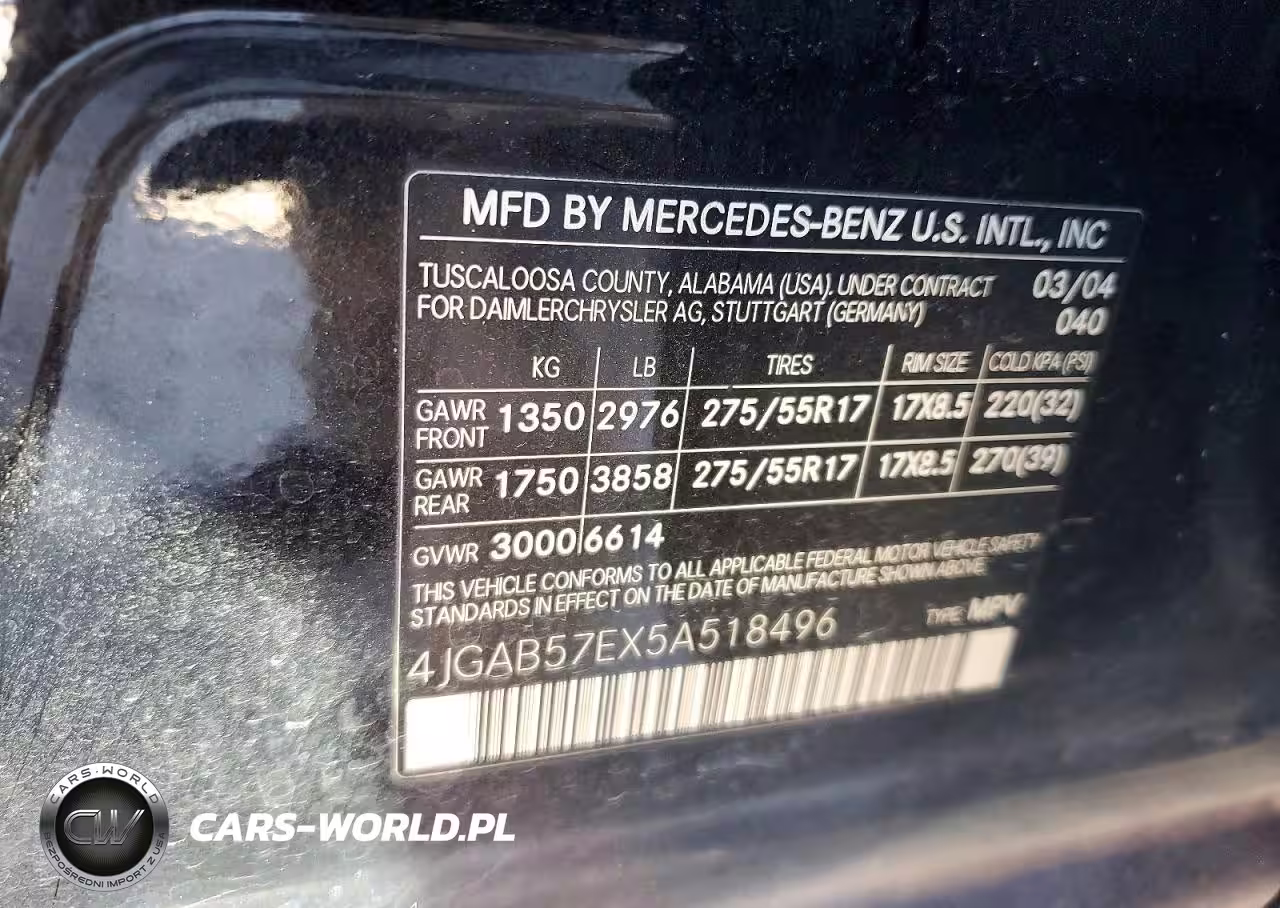 MFD BY MERCEDES-BENZ U.S. INTL., INC
TUSCALOOSA COUNTY, ALABAMA (USA). UNDER CONTRACT 03/04
FOR DAIMLERCHRYSLER AG, STUTTGART (GERMANY) 040
KG LB TIRES RIM SIZE COLD KPA (PSI)
GAWR FRONT 1350 2976 275/55R17 17X8.5 220(32)
GAWR REAR 1750 3858 275/55R17 17X8.5 270(39)
GVWR 3000 6614
THIS VEHICLE CONFORMS TO ALL APPLICABLE FEDERAL MOTOR VEHICLE SAFETY
STANDARDS IN EFFECT ON THE DATE OF MANUFACTURE SHOWN ABOVE.
4JGAB57EX5A518496 TYPE: MPV
CARS-WORLD
CW
BEZPOŚREDNI IMPORT Z USA
CARS-WORLD.PL